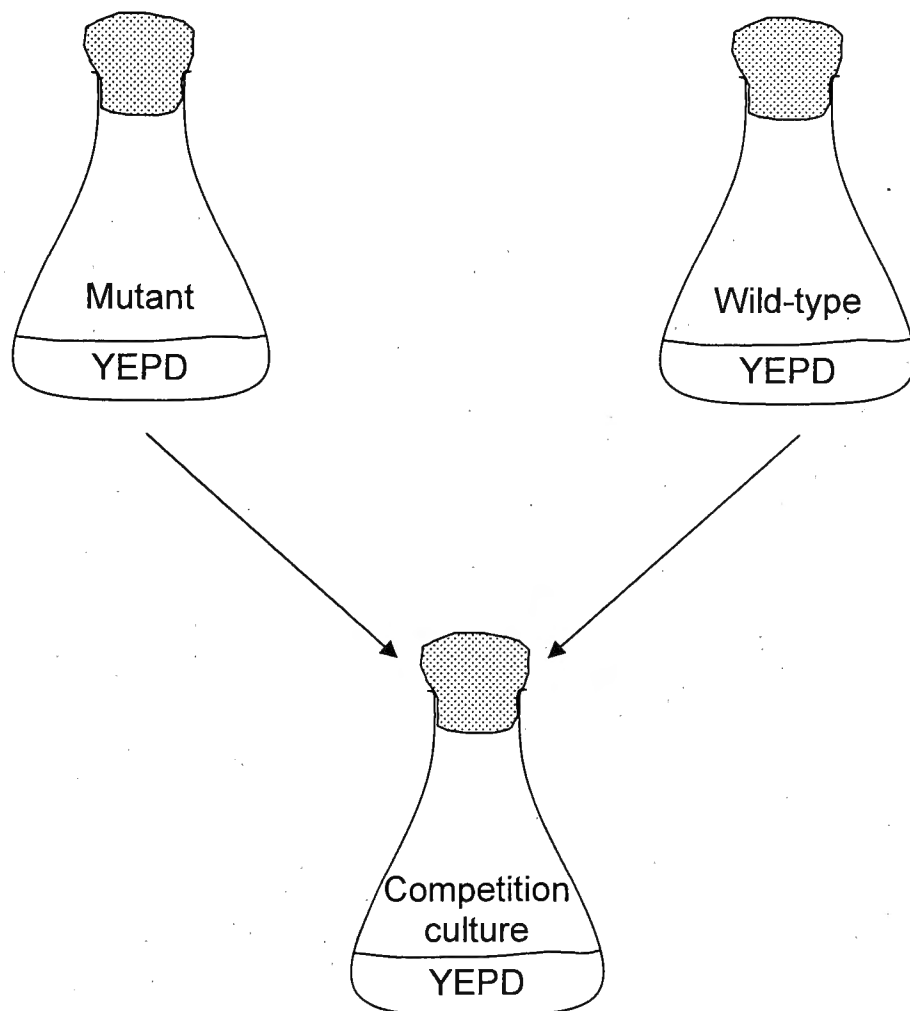 Mutant
YEPD
Wild-type
YEPD
Competition
culture
YEPD